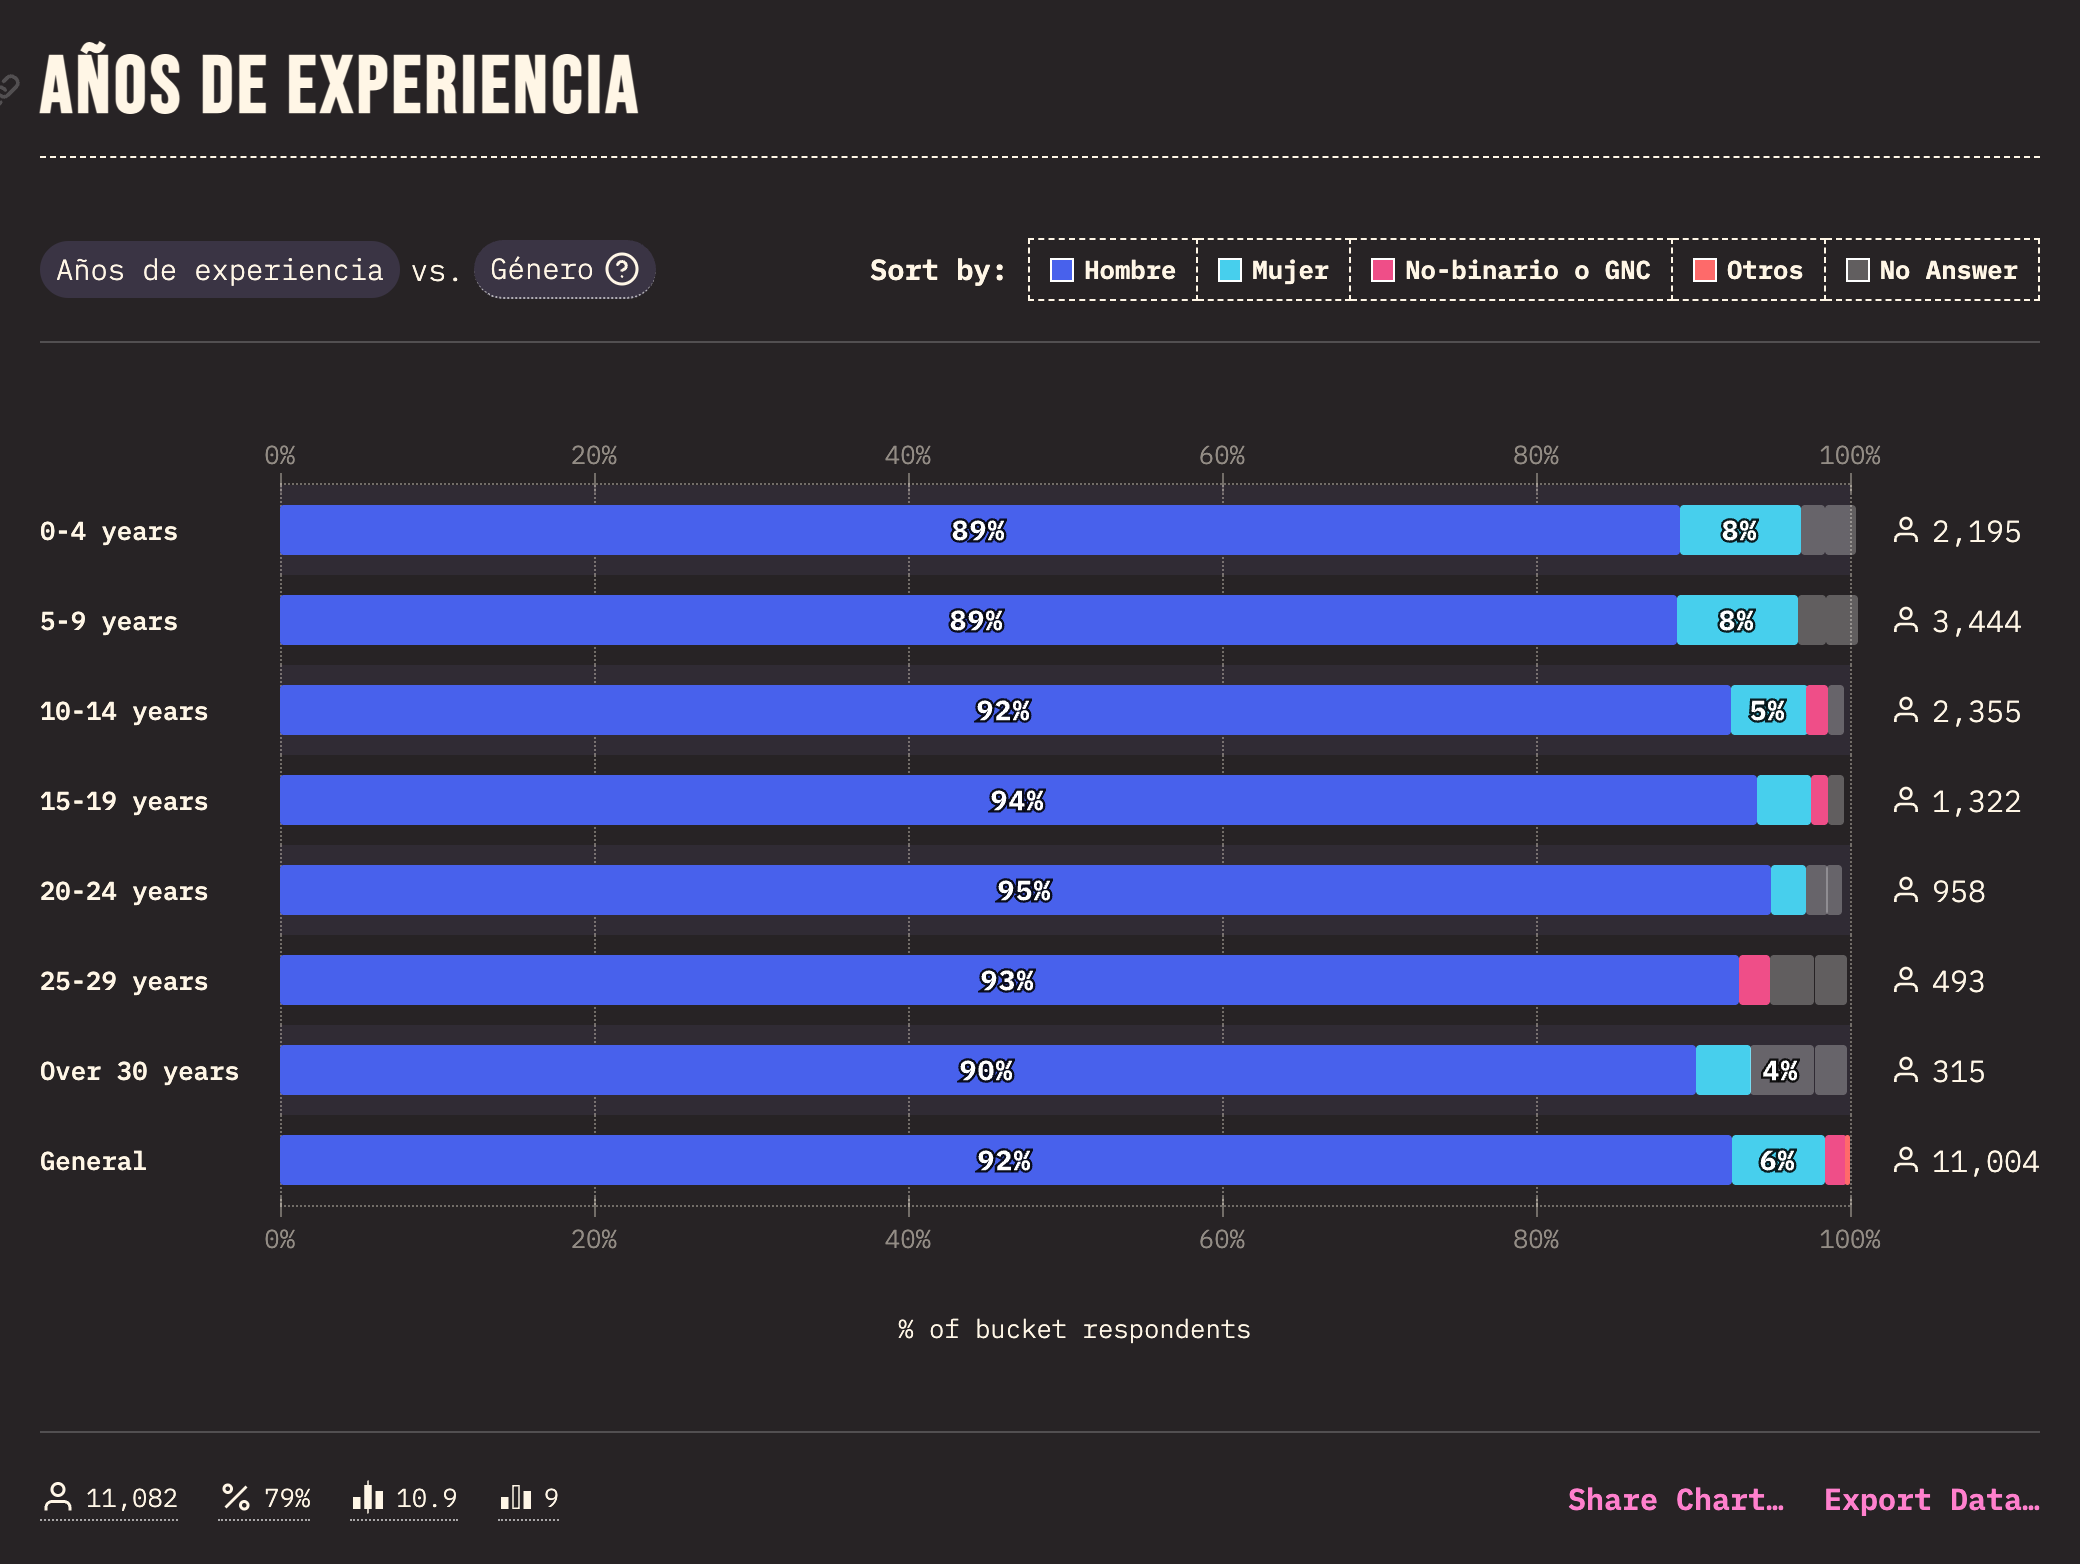 AÑOS DE EXPERIENCIA
Años de experiencia vs. Género ?
Sort by: Hombre Mujer No-binario o GNC Otros No Answer
0% 20% 40% 60% 80% 100%
0-4 years 89% 8% 2,195
5-9 years 89% 8% 3,444
10-14 years 92% 5% 2,355
15-19 years 94% 1,322
20-24 years 95% 958
25-29 years 93% 493
Over 30 years 90% 4% 315
General 92% 6% 11,004
0% 20% 40% 60% 80% 100%
% of bucket respondents
11,082 79% 10.9 9 Share Chart… Export Data…